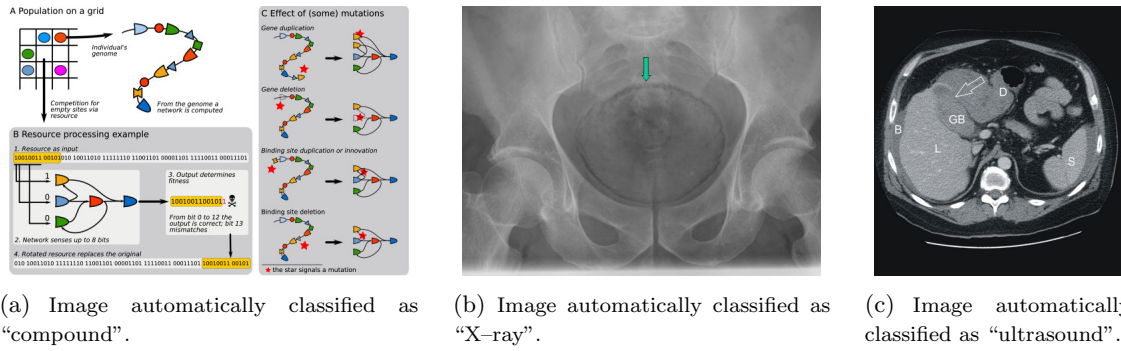 A Population on a grid
Individual's
genome
Competition for
empty sites via
resource
From the genome a
network is computed
B Resource processing example
1. Resource as input
10010011 00101010 10011010 11111110 11001101 00001101 11110011 00011101
1
0
0
2. Network senses up to 8 bits
3. Output determines
fitness
10010011001011
From bit 0 to 12 the
output is correct; bit 13
mismatches
4. Rotated resource replaces the original
010 10011010 11111110 11001101 00001101 11110011 00011101 10010011 00101
C Effect of (some) mutations
Gene duplication
Gene deletion
Binding site duplication or innovation
Binding site deletion
the star signals a mutation
B
L
GB
D
S
(a) Image automatically classified as
“compound”.
(b) Image automatically classified as
“X–ray”.
(c) Image automatically
classified as “ultrasound”.